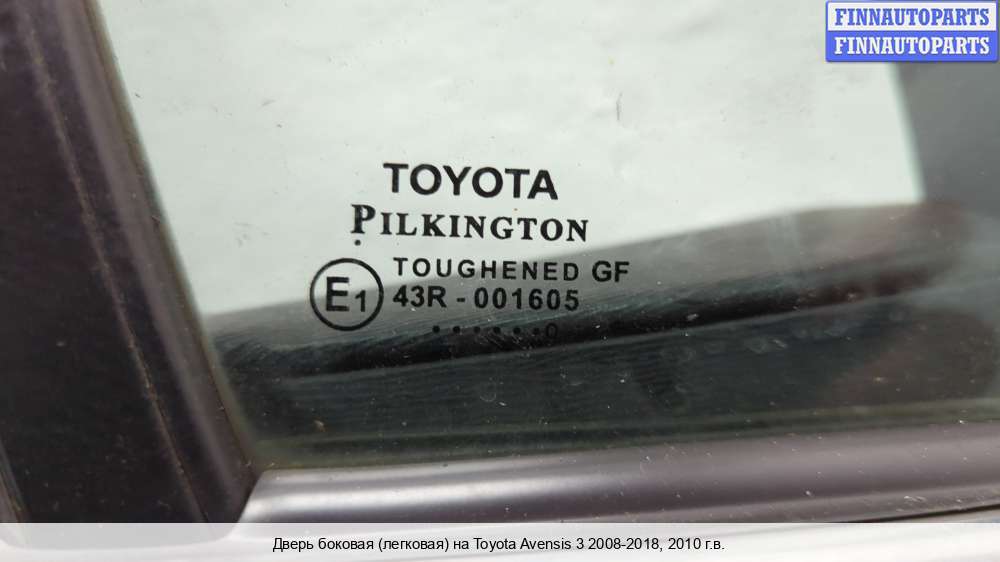 FINNAUTOPARTS
FINNAUTOPARTS
TOYOTA
PILKINGTON
TOUGHENED GF
E1 43R - 001605
......0
Дверь боковая (легковая) на Toyota Avensis 3 2008-2018, 2010 г.в.